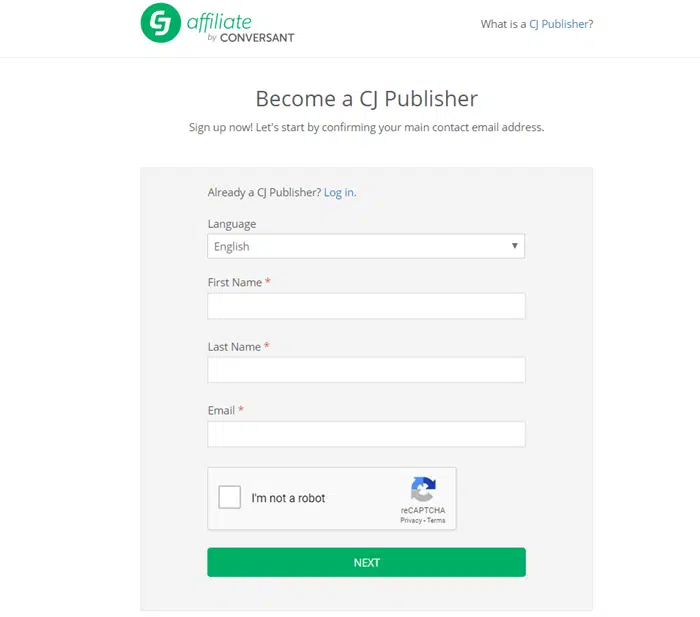 affiliate
by CONVERSANT
What is a CJ Publisher?
Become a CJ Publisher
Sign up now! Let's start by confirming your main contact email address.
Already a CJ Publisher? Log in.
Language
English
First Name *
Last Name *
Email *
I'm not a robot
reCAPTCHA
Privacy - Terms
NEXT